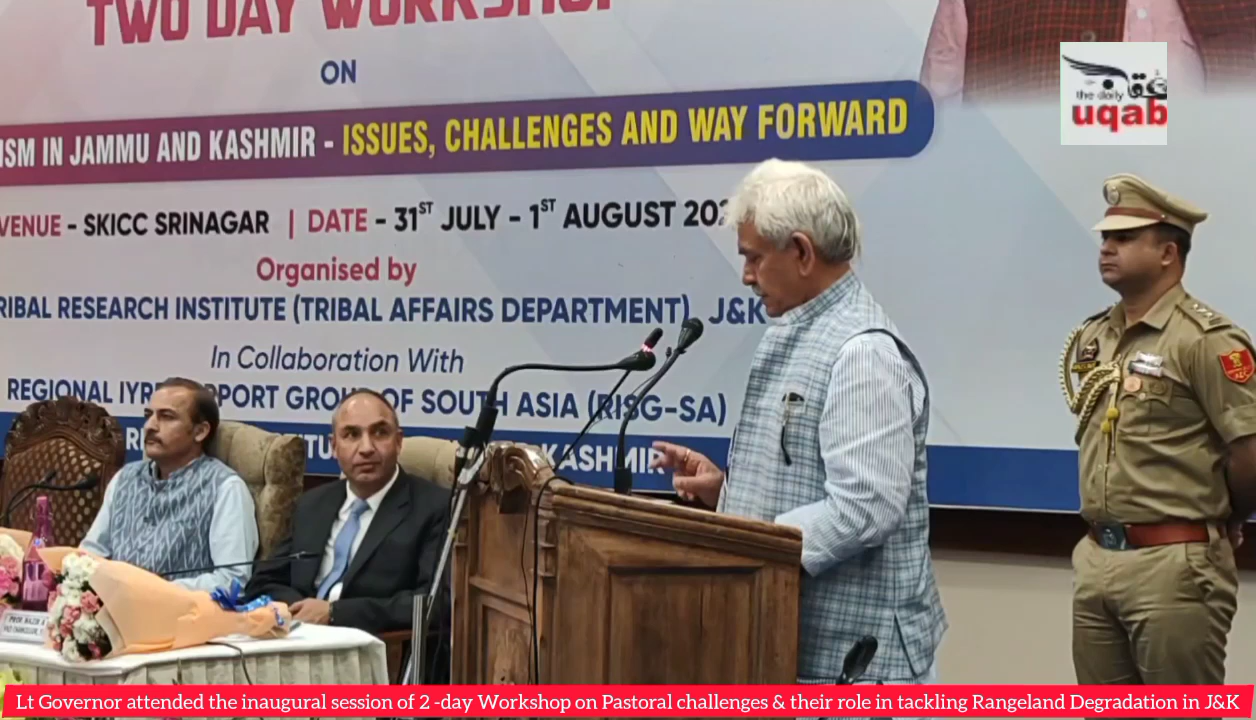 TWO DAY WORKSHOP
ON
ISM IN JAMMU AND KASHMIR - ISSUES, CHALLENGES AND WAY FORWARD
VENUE - SKICC SRINAGAR | DATE - 31ST JULY - 1ST AUGUST 202
Organised by
RIBAL RESEARCH INSTITUTE (TRIBAL AFFAIRS DEPARTMENT), J&K
In Collaboration With
REGIONAL IYR PPORT GROU OF SOUTH ASIA (RISG-SA)
KASHMIR
the daily
uqab
Lt Governor attended the inaugural session of 2 -day Workshop on Pastoral challenges & their role in tackling Rangeland Degradation in J&K